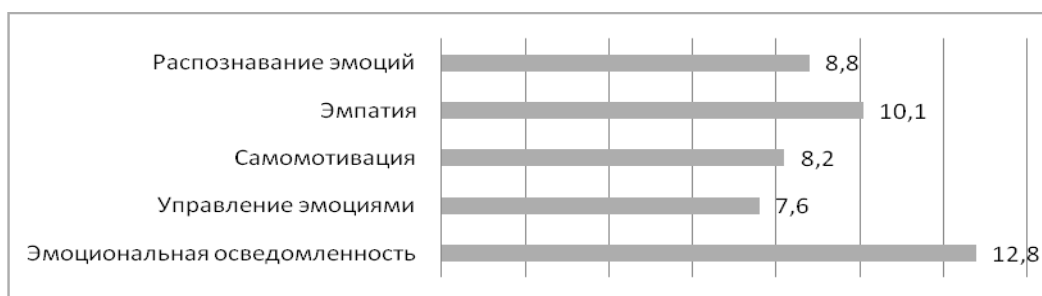 Распознавание эмоций 8,8
Эмпатия 10,1
Самомотивация 8,2
Управление эмоциями 7,6
Эмоциональная осведомленность 12,8